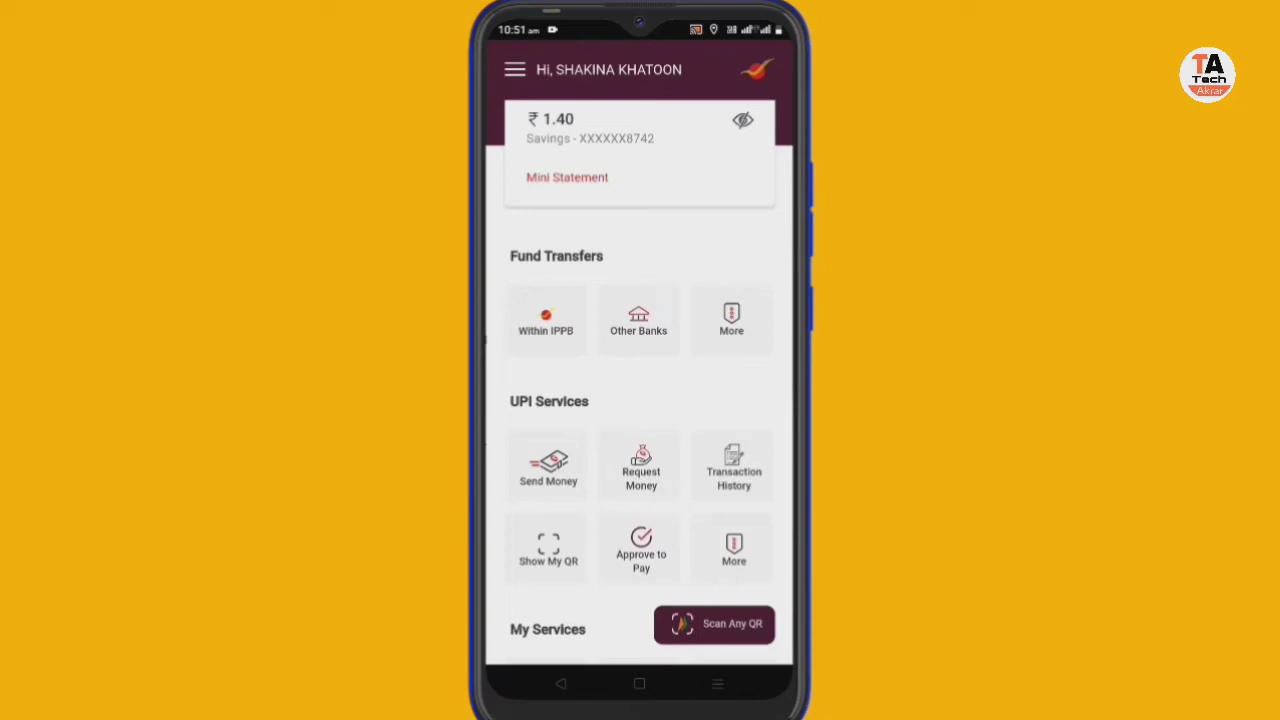 10:51 am
Hi, SHAKINA KHATOON
TA
Tech
Akrar
₹ 1.40
Savings - XXXXXX8742
Mini Statement
Fund Transfers
Within IPPB
Other Banks
More
UPI Services
Send Money
Request
Money
Transaction
History
Show My QR
Approve to
Pay
More
My Services
Scan Any QR